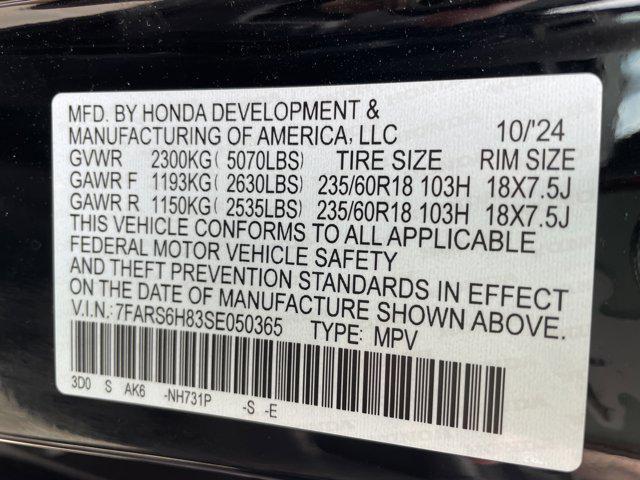 MFD. BY HONDA DEVELOPMENT &
MANUFACTURING OF AMERICA, LLC 10/'24
GVWR 2300KG( 5070LBS) TIRE SIZE RIM SIZE
GAWR F 1193KG( 2630LBS) 235/60R18 103H 18X7.5J
GAWR R 1150KG( 2535LBS) 235/60R18 103H 18X7.5J
THIS VEHICLE CONFORMS TO ALL APPLICABLE
FEDERAL MOTOR VEHICLE SAFETY
AND THEFT PREVENTION STANDARDS IN EFFECT
ON THE DATE OF MANUFACTURE SHOWN ABOVE.
V.I.N.:7FARS6H83SE050365 TYPE: MPV
3D0 S AK6 -NH731P -S -E